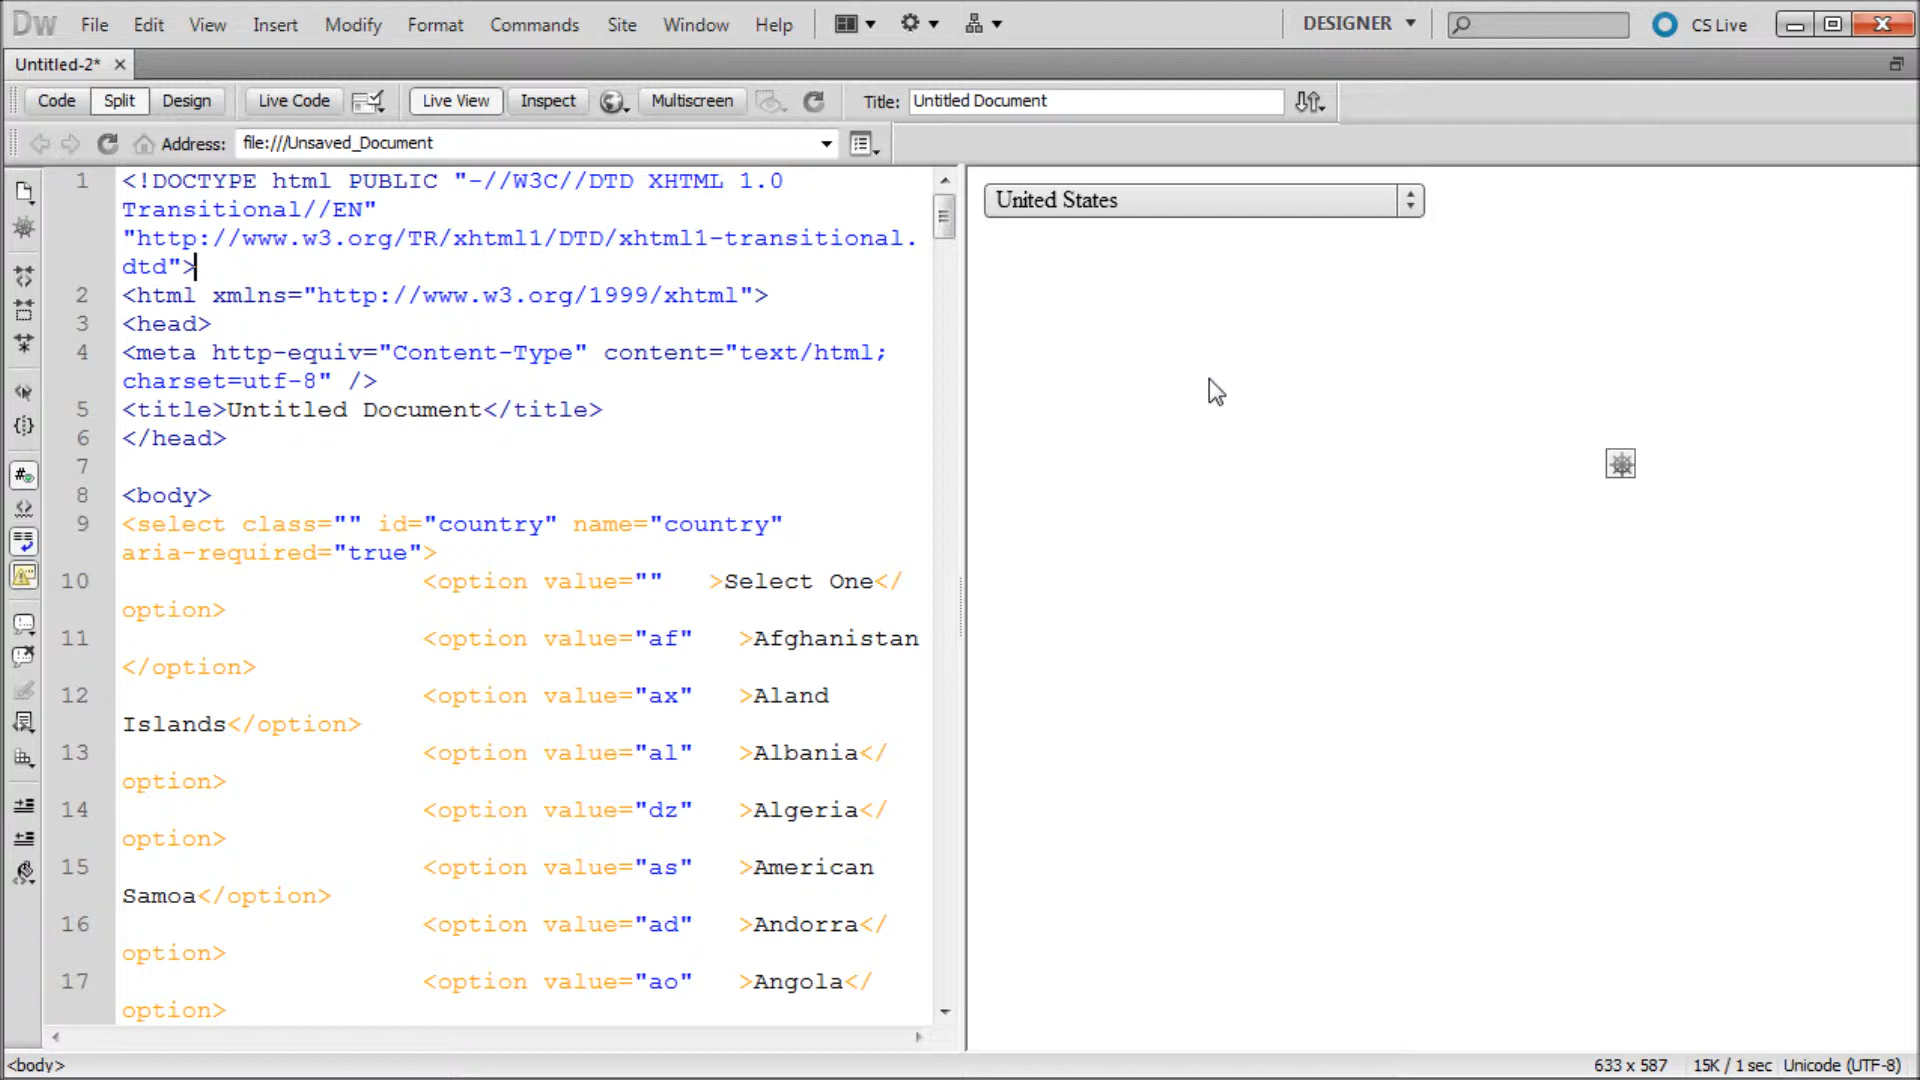 Dw File Edit View Insert Modify Format Commands Site Window Help DESIGNER CS Live
Untitled-2*
Code Split Design Live Code Live View Inspect Multiscreen Title: Untitled Document
Address: file:///Unsaved_Document
1 <!DOCTYPE html PUBLIC "-//W3C//DTD XHTML 1.0
Transitional//EN"
"http://www.w3.org/TR/xhtml1/DTD/xhtml1-transitional.
dtd">
2 <html xmlns="http://www.w3.org/1999/xhtml">
3 <head>
4 <meta http-equiv="Content-Type" content="text/html;
charset=utf-8" />
5 <title>Untitled Document</title>
6 </head>
7
8 <body>
9 <select class="" id="country" name="country"
aria-required="true">
10 <option value="" >Select One</
option>
11 <option value="af" >Afghanistan
</option>
12 <option value="ax" >Aland
Islands</option>
13 <option value="al" >Albania</
option>
14 <option value="dz" >Algeria</
option>
15 <option value="as" >American
Samoa</option>
16 <option value="ad" >Andorra</
option>
17 <option value="ao" >Angola</
option>
United States
<body> 633 x 587 15K / 1 sec Unicode (UTF-8)